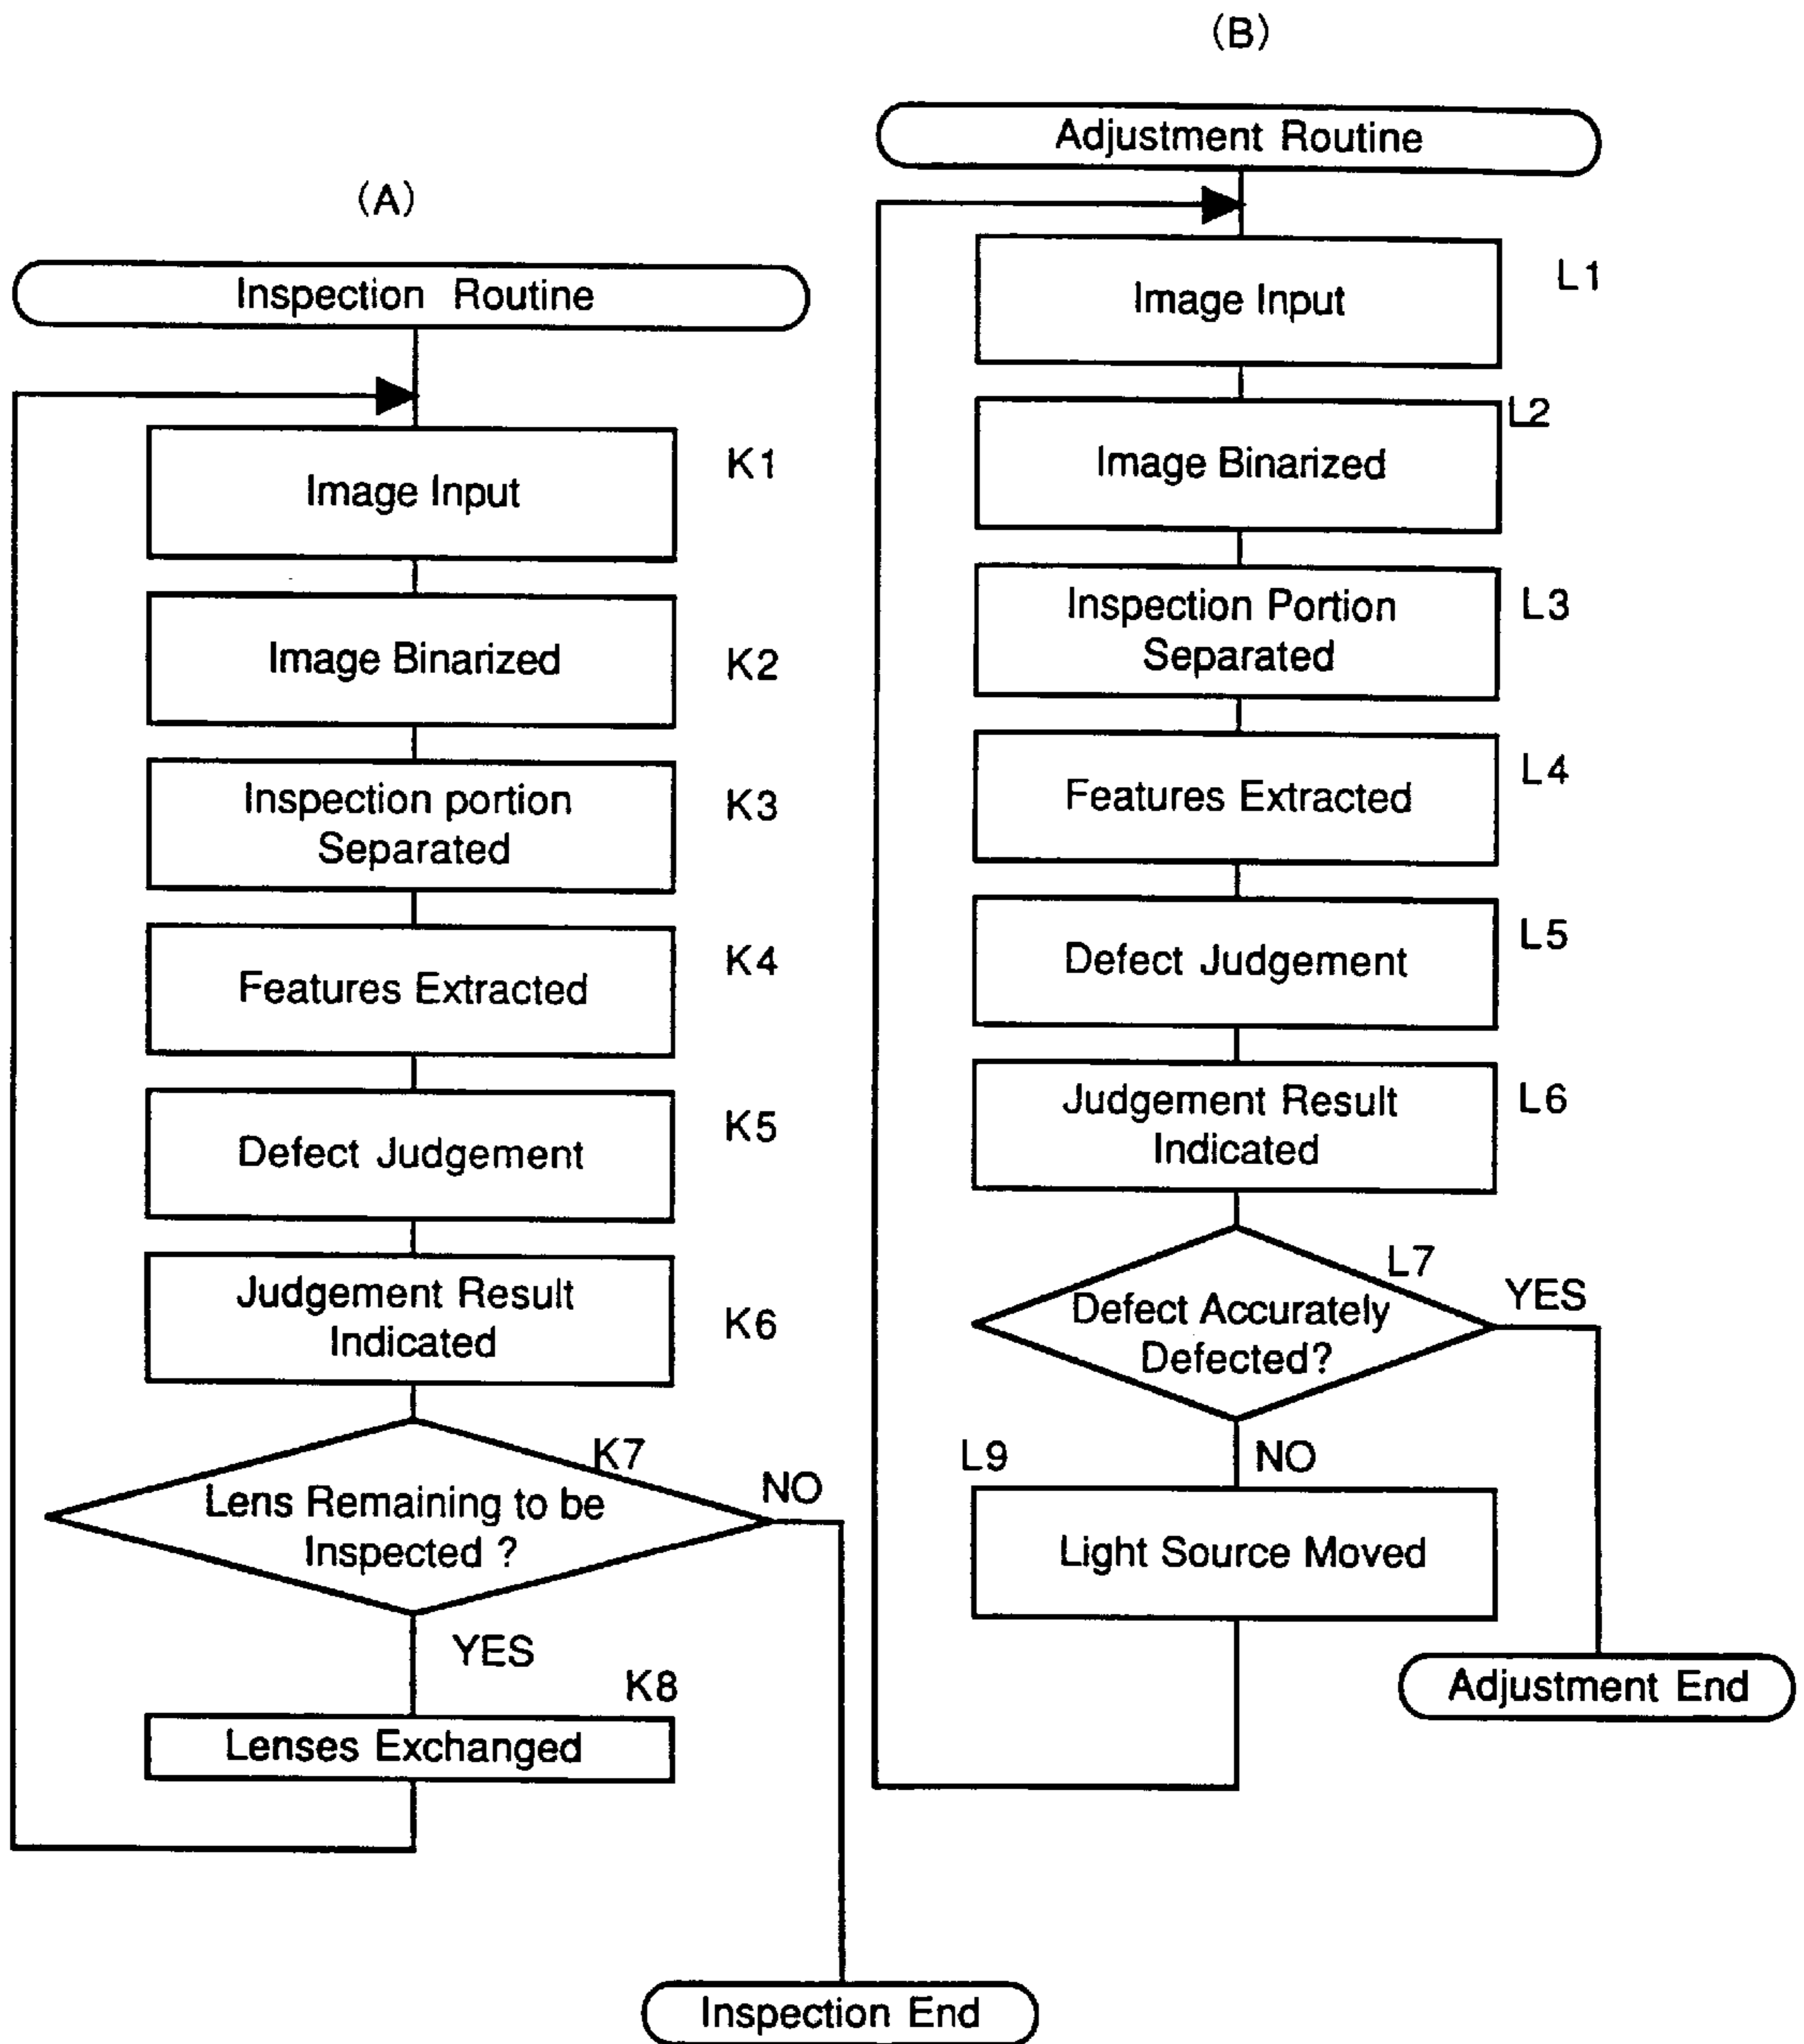 (A)
Inspection Routine
Image Input
K1
Image Binarized
K2
Inspection portion
Separated
K3
Features Extracted
K4
Defect Judgement
K5
Judgement Result
Indicated
K6
K7
Lens Remaining to be
Inspected ?
NO
YES
K8
Lenses Exchanged
Inspection End
(B)
Adjustment Routine
Image Input
L1
Image Binarized
L2
Inspection Portion
Separated
L3
Features Extracted
L4
Defect Judgement
L5
Judgement Result
Indicated
L6
L7
Defect Accurately
Defected?
YES
NO
L9
Light Source Moved
Adjustment End